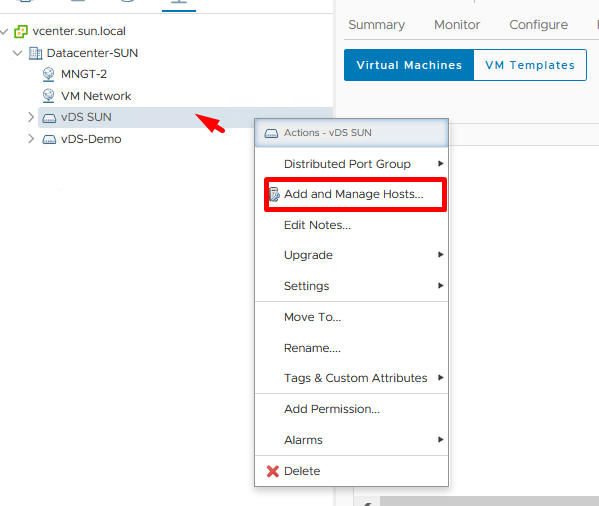 Summary Monitor Configure
vcenter.sun.local
Datacenter-SUN
MNGT-2
VM Network
vDS SUN
vDS-Demo
Virtual Machines VM Templates
Actions - vDS SUN
Distributed Port Group
Add and Manage Hosts...
Edit Notes...
Upgrade
Settings
Move To...
Rename....
Tags & Custom Attributes
Add Permission...
Alarms
Delete